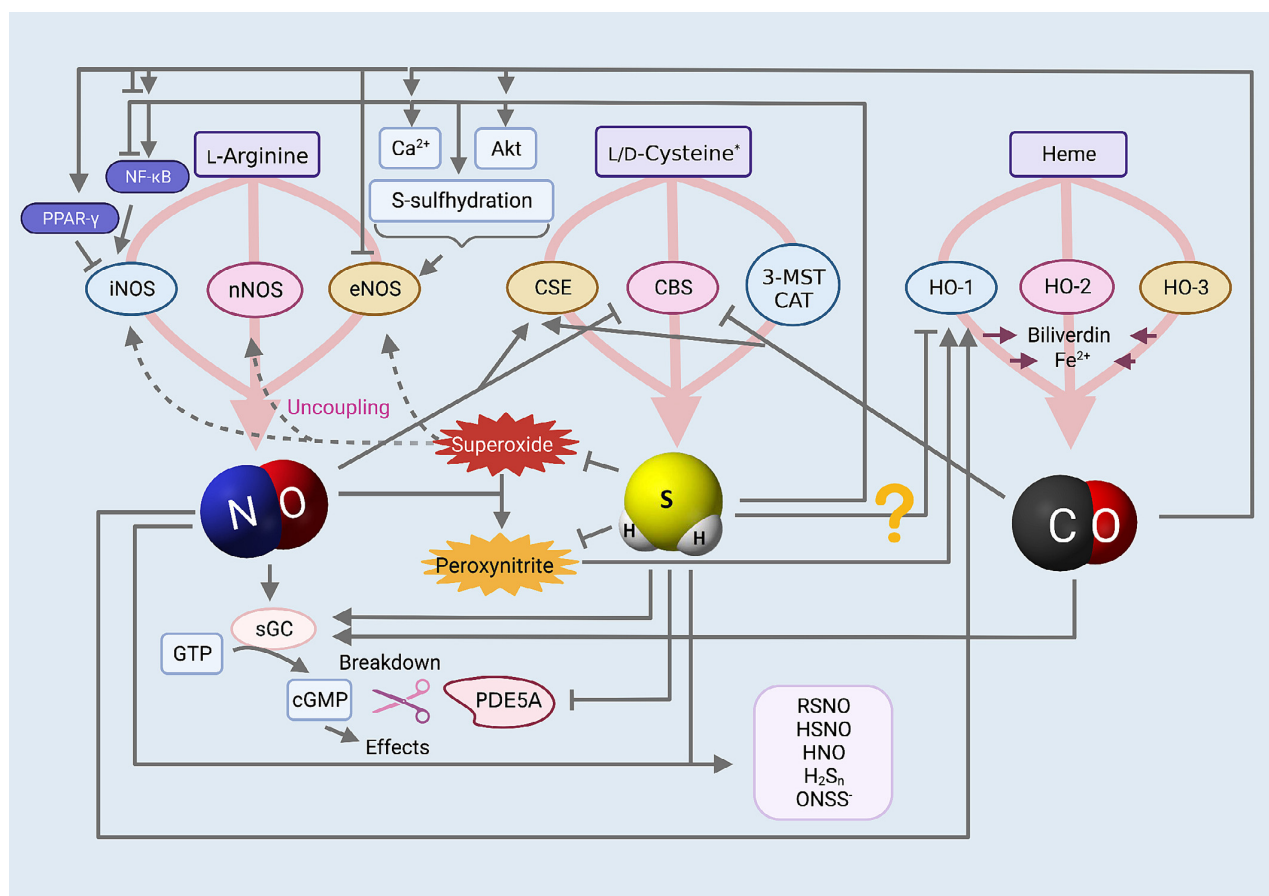 L-Arginine
L/D-Cysteine*
Heme
Ca²⁺
Akt
NF-κB
S-sulfhydration
PPAR-γ
iNOS
nNOS
eNOS
CSE
CBS
3-MST
CAT
HO-1
HO-2
HO-3
Biliverdin
Fe²⁺
Uncoupling
Superoxide
N O
S
H H
C O
?
Peroxynitrite
sGC
GTP
Breakdown
cGMP
PDE5A
Effects
RSNO
HSNO
HNO
H₂Sₙ
ONSS⁻